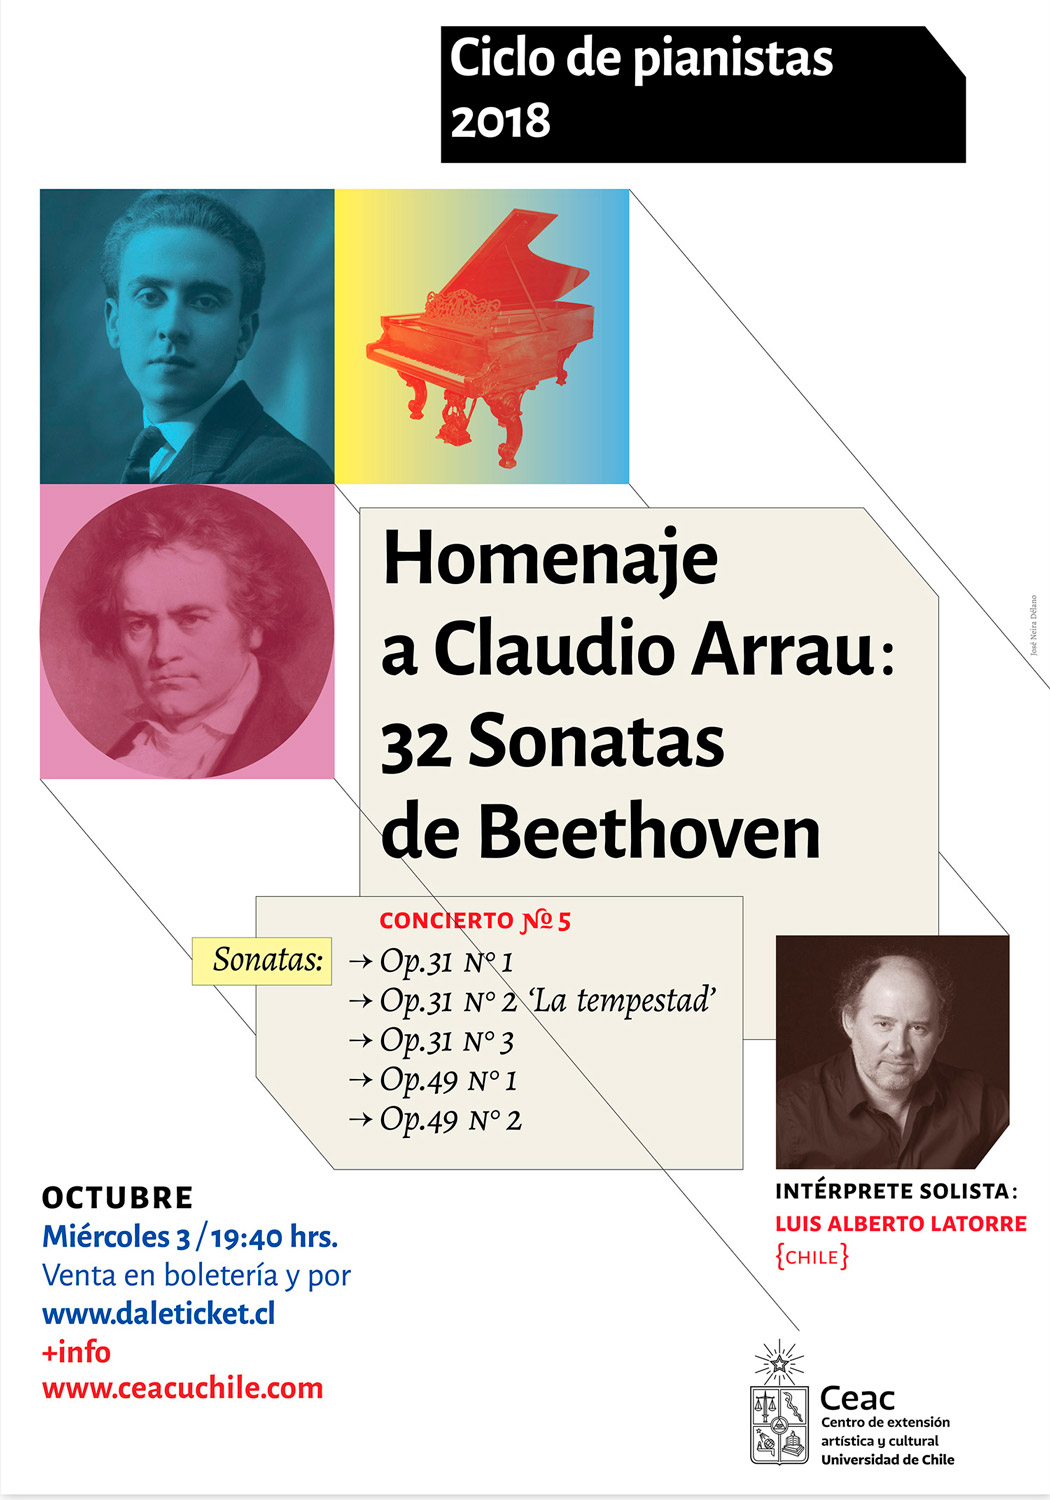 Ciclo de pianistas
2018
José Neira Délano
Homenaje
a Claudio Arrau:
32 Sonatas
de Beethoven
CONCIERTO Nº 5
Sonatas:
→ Op.31 N° 1
→ Op.31 N° 2 ‘La tempestad’
→ Op.31 N° 3
→ Op.49 N° 1
→ Op.49 N° 2
INTÉRPRETE SOLISTA:
LUIS ALBERTO LATORRE
{CHILE}
OCTUBRE
Miércoles 3 / 19:40 hrs.
Venta en boletería y por
www.daleticket.cl
+info
www.ceacuchile.com
Ceac
Centro de extensión
artística y cultural
Universidad de Chile